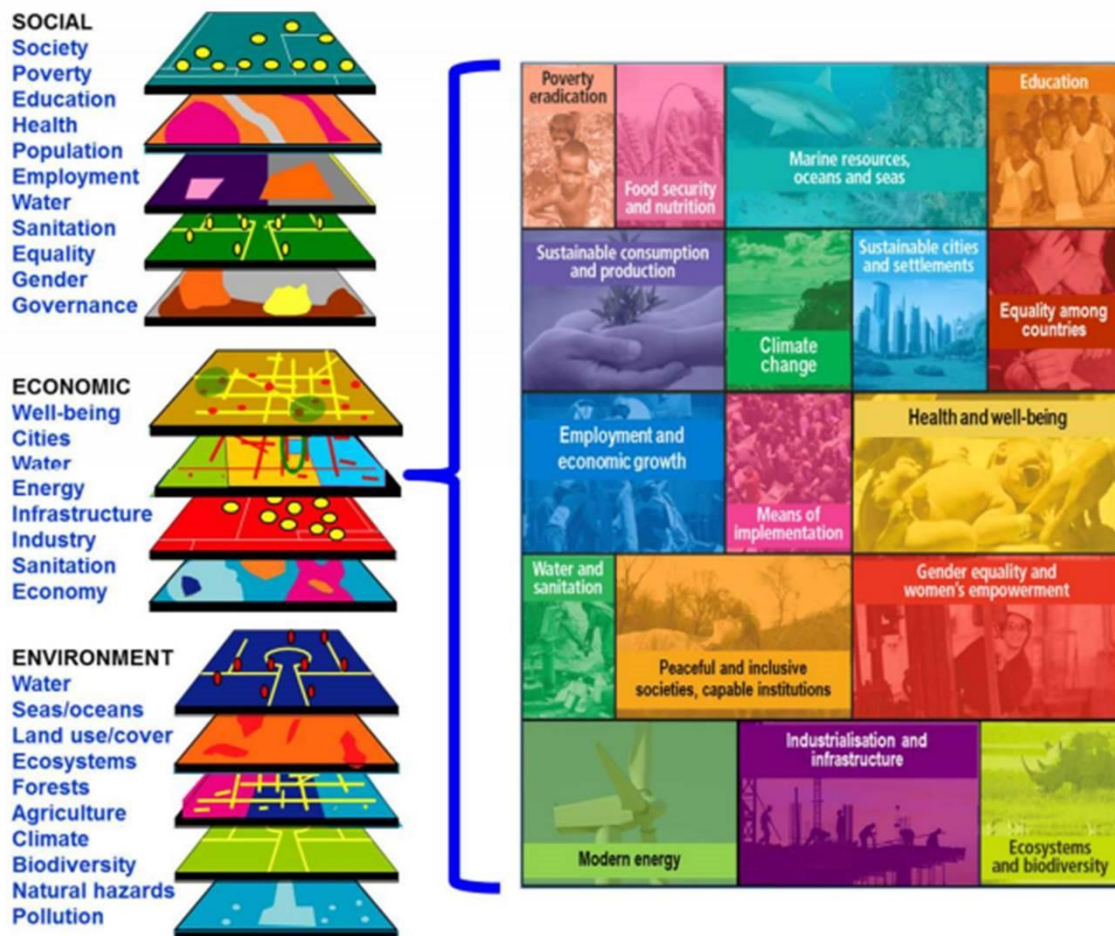 SOCIAL
Society
Poverty
Education
Health
Population
Employment
Water
Sanitation
Equality
Gender
Governance
ECONOMIC
Well-being
Cities
Water
Energy
Infrastructure
Industry
Sanitation
Economy
ENVIRONMENT
Water
Seas/oceans
Land use/cover
Ecosystems
Forests
Agriculture
Climate
Biodiversity
Natural hazards
Pollution
Poverty
eradication
Food security
and nutrition
Marine resources,
oceans and seas
Education
Sustainable consumption
and production
Climate
change
Sustainable cities
and settlements
Equality among
countries
Employment and
economic growth
Means of
implementation
Health and well-being
Water and
sanitation
Peaceful and inclusive
societies, capable institutions
Gender equality and
women's empowerment
Modern energy
Industrialisation and
infrastructure
Ecosystems
and biodiversity